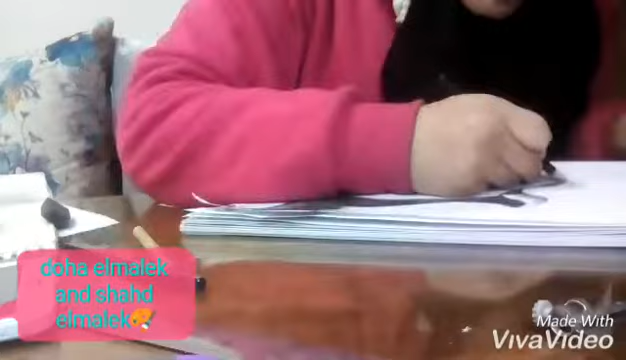 doha elmalek
and shahd
elmalek
Made With
VivaVideo